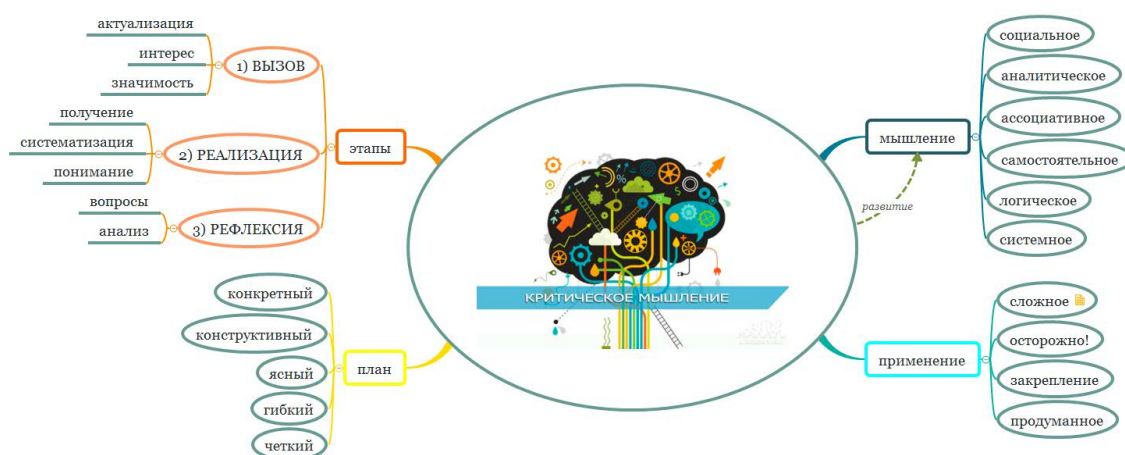 актуализация
интерес
значимость
1) ВЫЗОВ
получение
систематизация
понимание
2) РЕАЛИЗАЦИЯ
вопросы
анализ
3) РЕФЛЕКСИЯ
этапы
конкретный
конструктивный
ясный
гибкий
четкий
план
%
$
КРИТИЧЕСКОЕ МЫШЛЕНИЕ
мышление
развитие
социальное
аналитическое
ассоциативное
самостоятельное
логическое
системное
применение
сложное
осторожно!
закрепление
продуманное